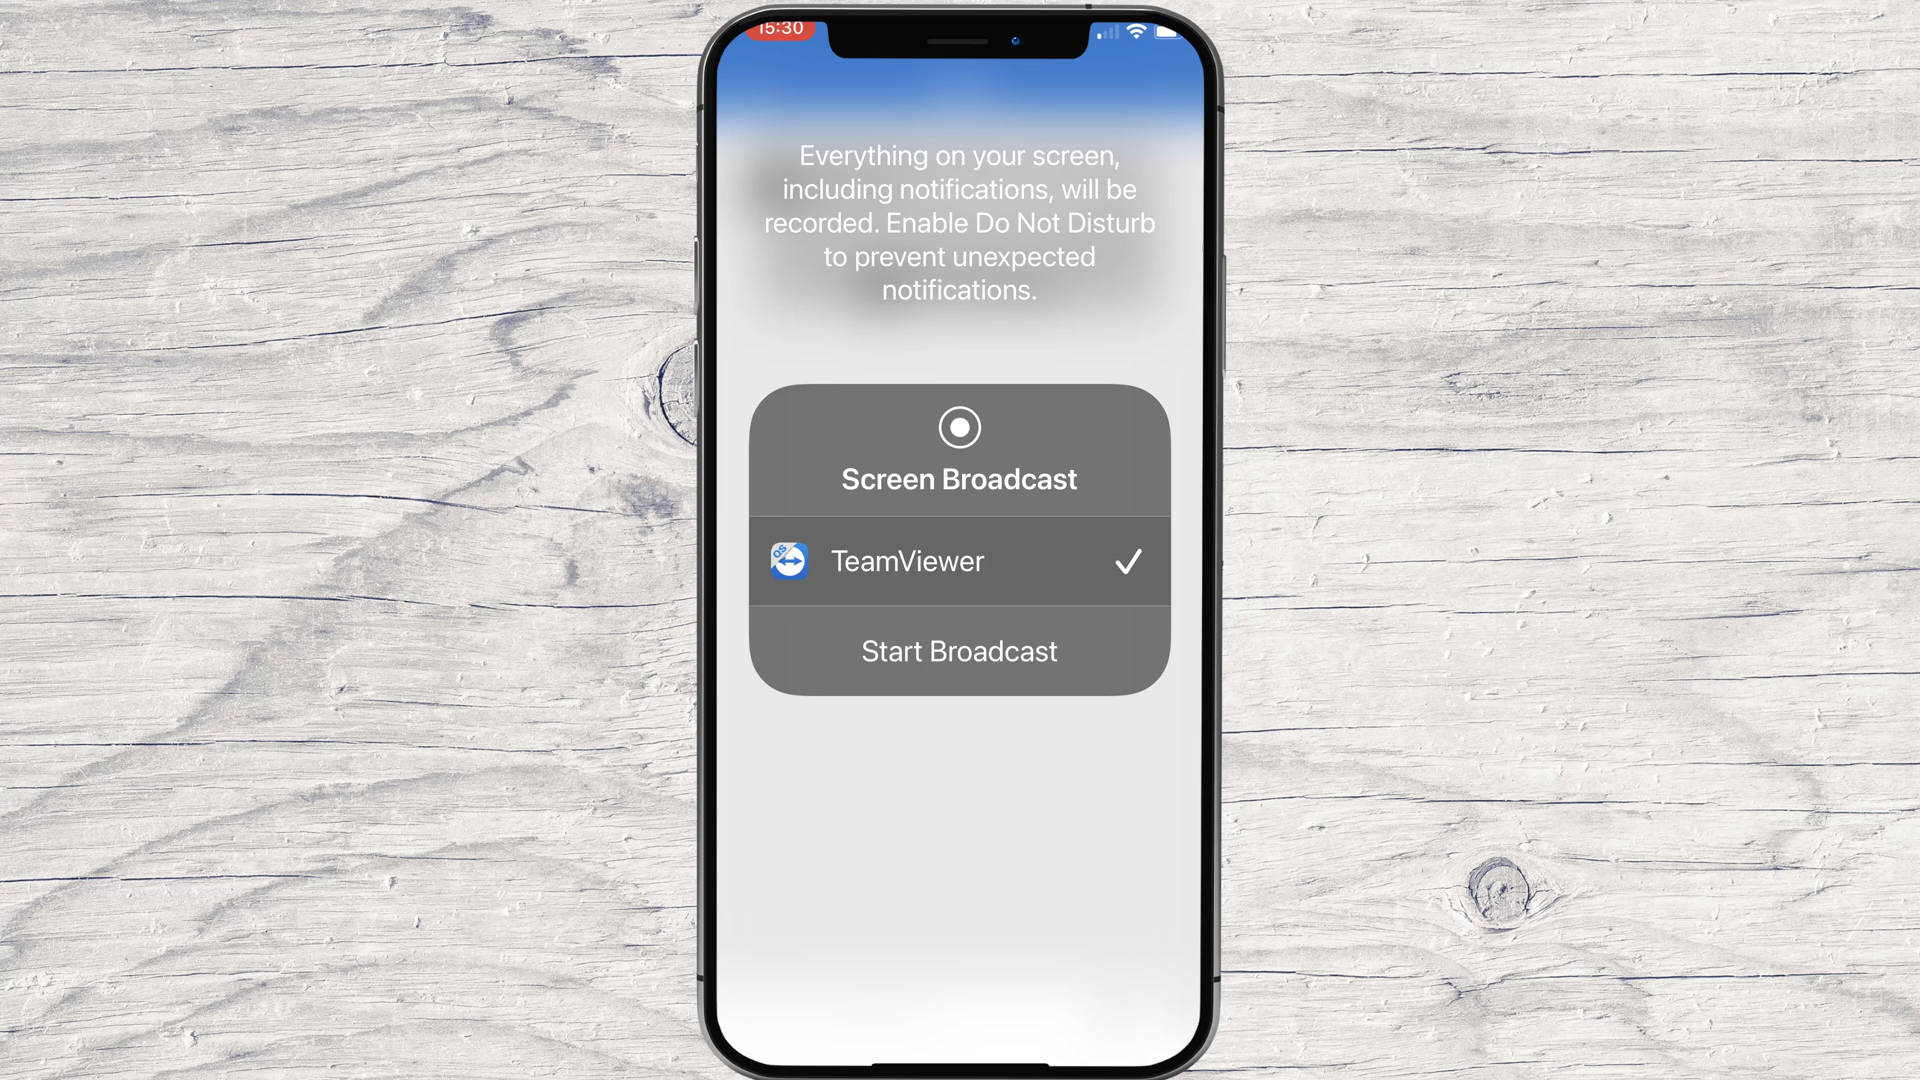 15:30
Everything on your screen,
including notifications, will be
recorded. Enable Do Not Disturb
to prevent unexpected
notifications.
Screen Broadcast
QS
TeamViewer
Start Broadcast